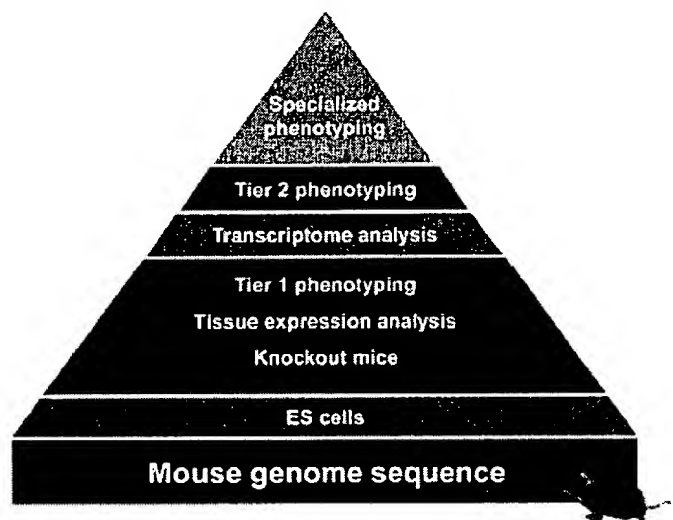 Specialized
phenotyping
Tier 2 phenotyping
Transcriptome analysis
Tier 1 phenotyping
Tissue expression analysis
Knockout mice
ES cells
Mouse genome sequence